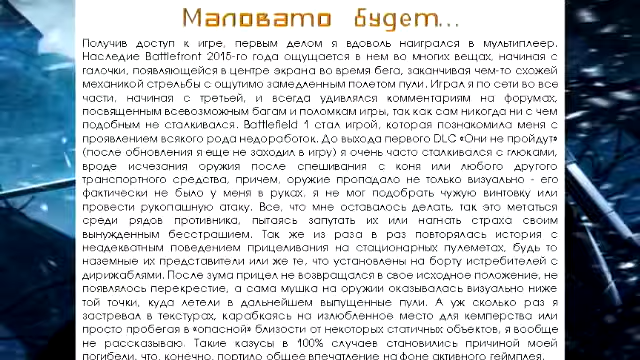 Маловато будет...
Получив доступ к игре, первым делом я вдоволь наигрался в мультиплеер.
Наследие Battlefront 2015-го года ощущается в нем во многих вещах, начиная с
галочки, появляющейся в центре экрана во время бега, заканчивая чем-то схожей
механикой стрельбы с ощутимо замедленным полетом пули. Играл я по сети во все
части, начиная с третьей, и всегда удивлялся комментариям на форумах,
посвященным всевозможным багам и поломкам игры, так как сам никогда ни с чем
подобным не сталкивался. Battlefield 1 стал игрой, которая познакомила меня с
проявлением всякого рода недоработок. До выхода первого DLC «Они не пройдут»
(после обновления я еще не заходил в игру) я очень часто сталкивался с глюками,
вроде исчезания оружия после спешивания с коня или любого другого
транспортного средства, причем, оружие пропадало не только визуально - его
фактически не было у меня в руках, я не мог подобрать чужую винтовку или
провести рукопашную атаку. Все, что мне оставалось делать, так это метаться
среди рядов противника, пытаясь запутать их или нагнать страха своим
вынужденным бесстрашием. Так же из раза в раз повторялась история с
неадекватным поведением прицеливания на стационарных пулеметах, будь то
наземные их представители или же те, что установлены на борту истребителей с
дирижаблями. После зума прицел не возвращался в свое исходное положение, не
появлялось перекрестие, а сама мушка на оружии оказывалась визуально ниже
той точки, куда летели в дальнейшем выпущенные пули. А уж сколько раз я
застревал в текстурах, карабкаясь на излюбленное место для кемперства или
просто пробегая в «опасной» близости от некоторых статичных объектов, я вообще
не рассказываю. Такие казусы в 100% случаев становились причиной моей
погибели, что, конечно, портило общее впечатление на фоне активного геймплея.